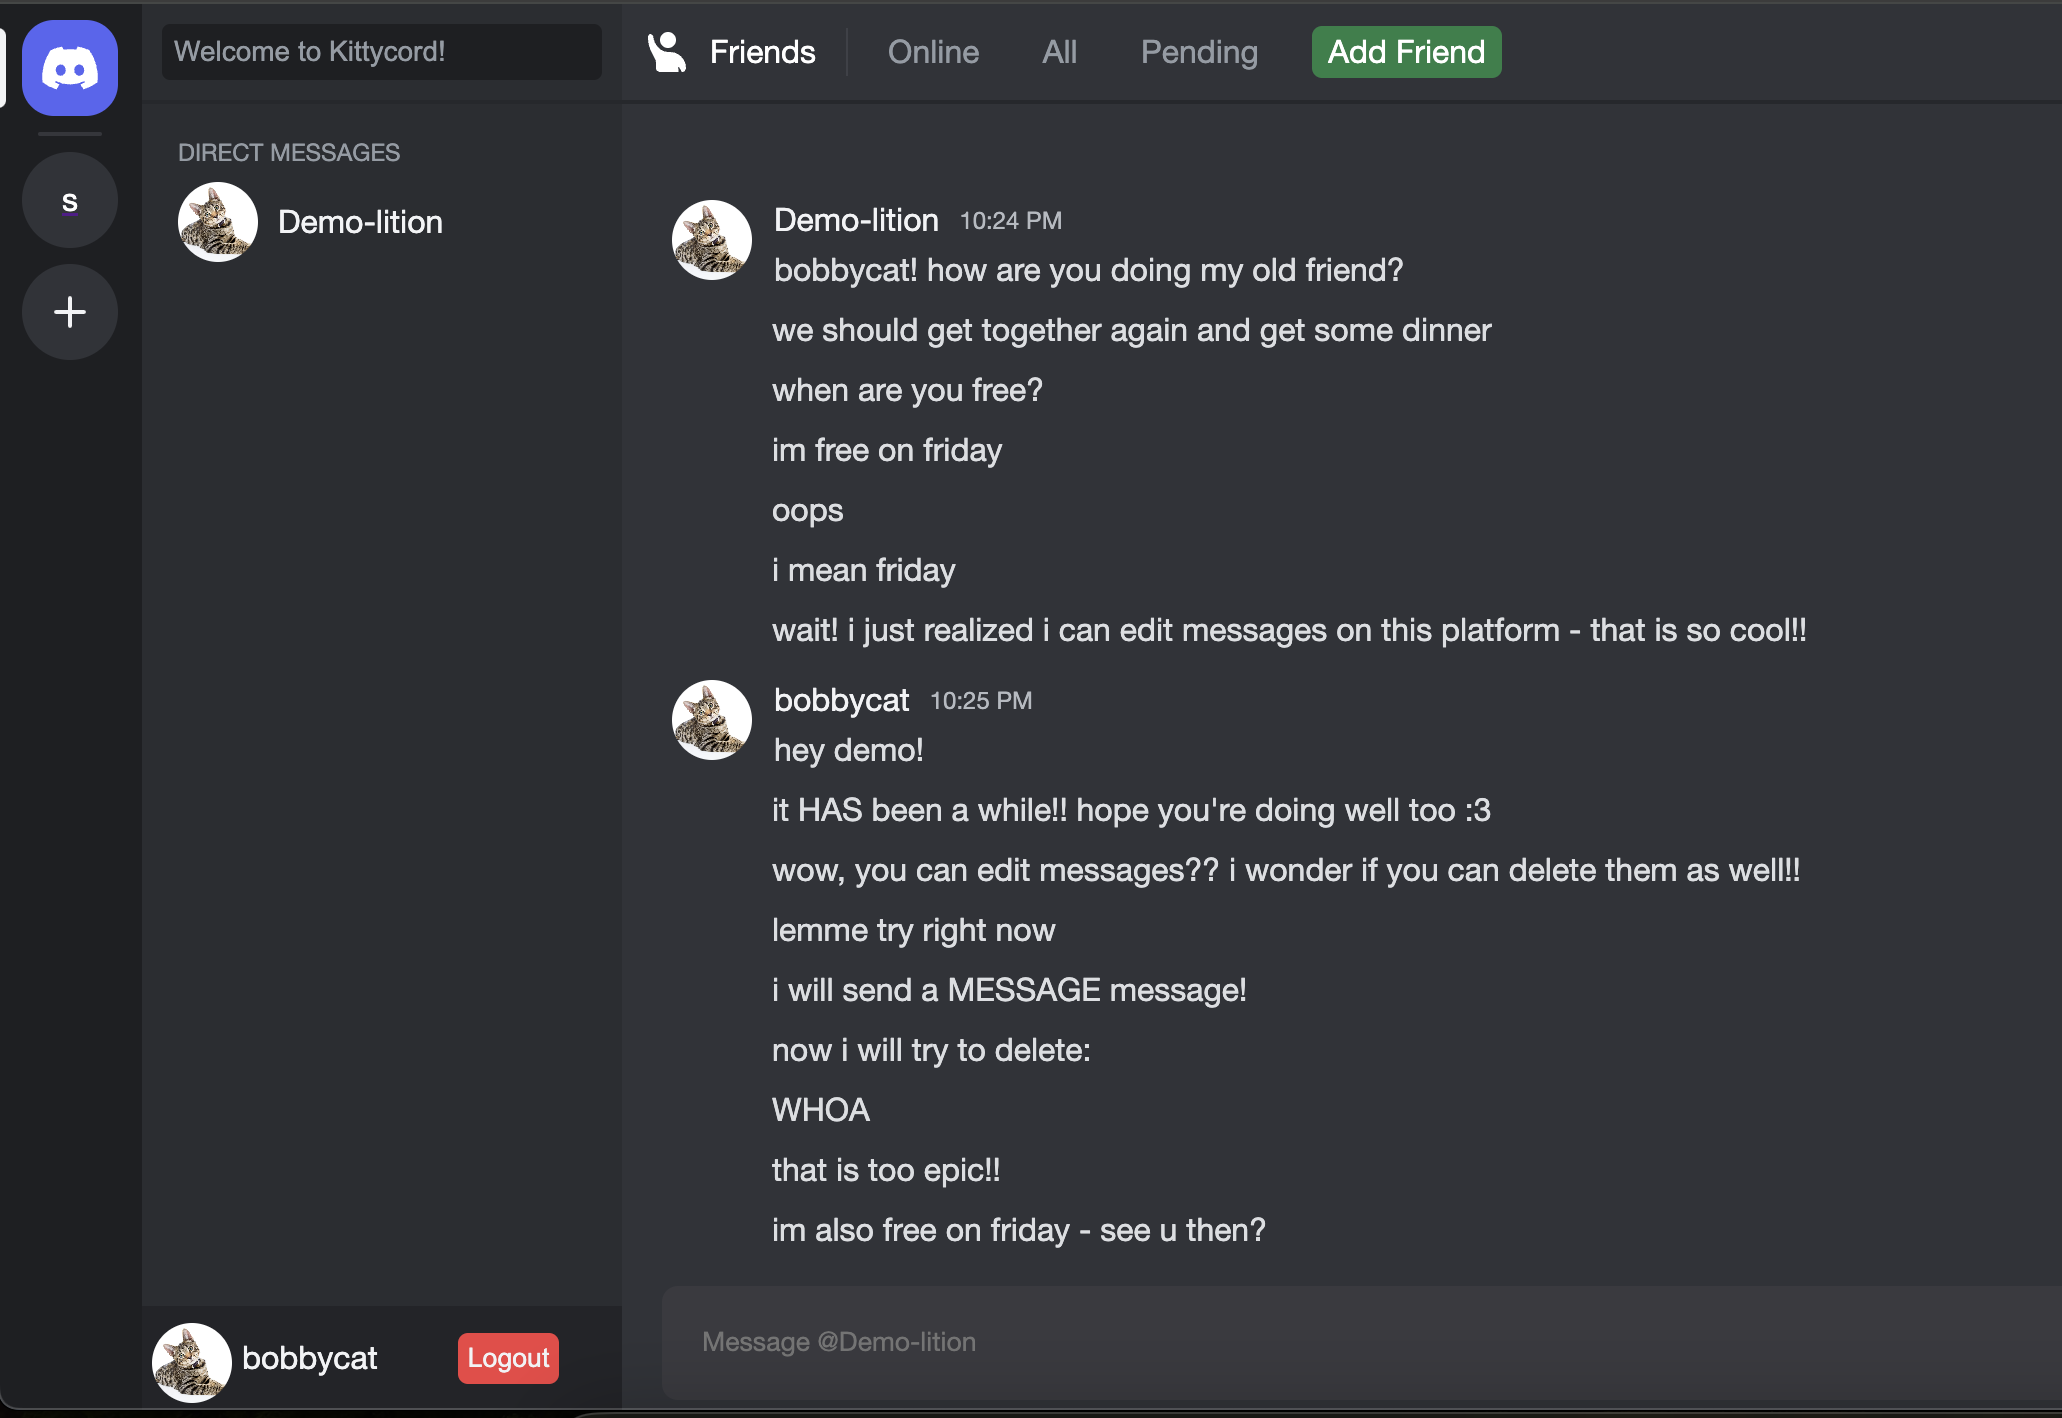 Welcome to Kittycord!
Friends
Online
All
Pending
Add Friend
s
DIRECT MESSAGES
Demo-lition
Demo-lition 10:24 PM
bobbycat! how are you doing my old friend?
we should get together again and get some dinner
when are you free?
im free on friday
oops
i mean friday
wait! i just realized i can edit messages on this platform - that is so cool!!
bobbycat 10:25 PM
hey demo!
it HAS been a while!! hope you're doing well too :3
wow, you can edit messages?? i wonder if you can delete them as well!!
lemme try right now
i will send a MESSAGE message!
now i will try to delete:
WHOA
that is too epic!!
im also free on friday - see u then?
Message @Demo-lition
bobbycat
Logout